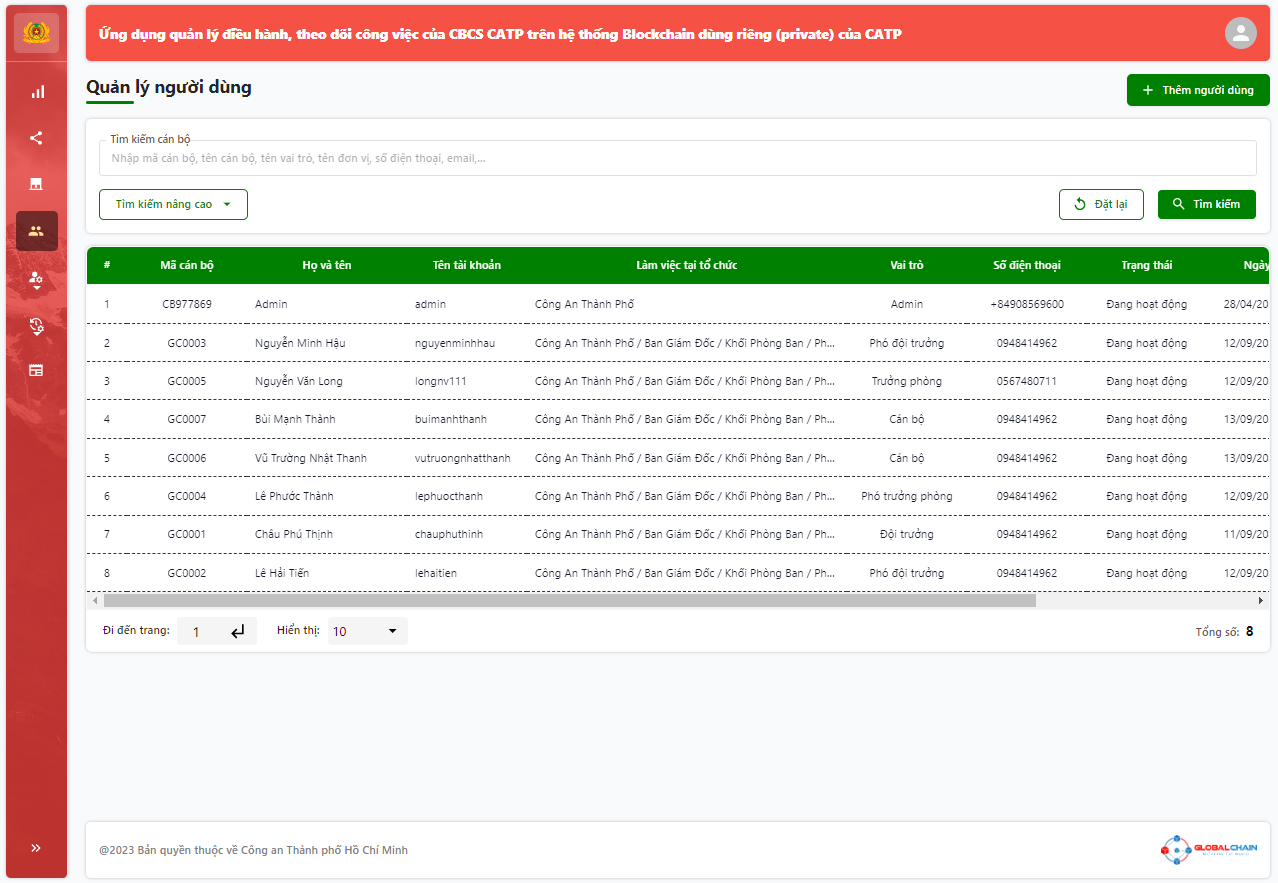 Ứng dụng quản lý điều hành, theo dõi công việc của CBCS CATP trên hệ thống Blockchain dùng riêng (private) của CATP
Quản lý người dùng
Thêm người dùng
Tìm kiếm cán bộ
Nhập mã cán bộ, tên cán bộ, tên vai trò, tên đơn vị, số điện thoại, email,...
Tìm kiếm nâng cao
Đặt lại
Tìm kiếm
# Mã cán bộ Họ và tên Tên tài khoản Làm việc tại tổ chức Vai trò Số điện thoại Trạng thái Ngày
1 CB977869 Admin admin Công An Thành Phố Admin +84908569600 Đang hoạt động 28/04/20
2 GC0003 Nguyễn Minh Hậu nguyenminhhau Công An Thành Phố / Ban Giám Đốc / Khối Phòng Ban / Ph... Phó đội trưởng 0948414962 Đang hoạt động 12/09/20
3 GC0005 Nguyễn Văn Long longnv111 Công An Thành Phố / Ban Giám Đốc / Khối Phòng Ban / Ph... Trưởng phòng 0567480711 Đang hoạt động 12/09/20
4 GC0007 Bùi Mạnh Thành buimanhthanh Công An Thành Phố / Ban Giám Đốc / Khối Phòng Ban / Ph... Cán bộ 0948414962 Đang hoạt động 13/09/20
5 GC0006 Vũ Trường Nhật Thanh vutruongnhatthanh Công An Thành Phố / Ban Giám Đốc / Khối Phòng Ban / Ph... Cán bộ 0948414962 Đang hoạt động 13/09/20
6 GC0004 Lê Phước Thành lephuocthanh Công An Thành Phố / Ban Giám Đốc / Khối Phòng Ban / Ph... Phó trưởng phòng 0948414962 Đang hoạt động 12/09/20
7 GC0001 Châu Phú Thịnh chauphuthinh Công An Thành Phố / Ban Giám Đốc / Khối Phòng Ban / Ph... Đội trưởng 0948414962 Đang hoạt động 11/09/20
8 GC0002 Lê Hải Tiến lehaitien Công An Thành Phố / Ban Giám Đốc / Khối Phòng Ban / Ph... Phó đội trưởng 0948414962 Đang hoạt động 12/09/20
Đi đến trang: 1 Hiển thị: 10 Tổng số: 8
@2023 Bản quyền thuộc về Công an Thành phố Hồ Chí Minh
GLOBALCHAIN